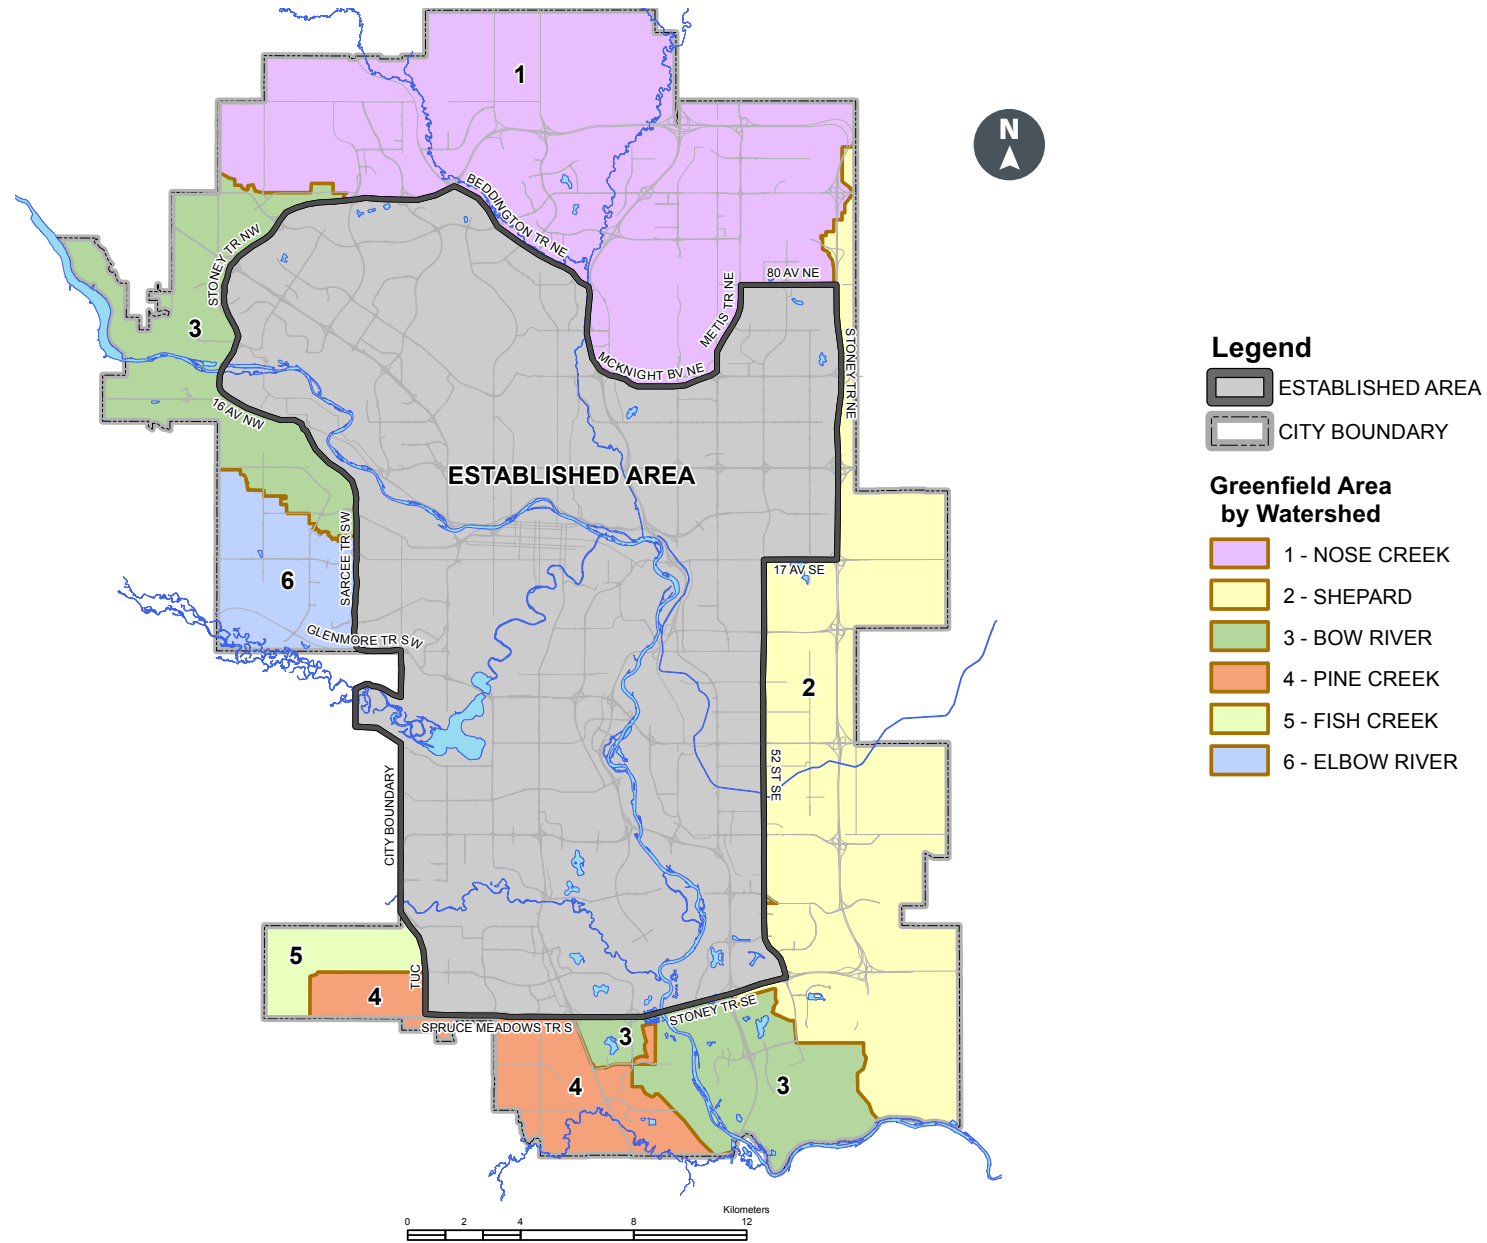 1
N
BEDDINGTON TR NE
STONEY TR NW
80 AV NE
METIS TR NE
3
MCKNIGHT BV NE
STONEY TR NE
16 AV NW
ESTABLISHED AREA
SARCEE TR SW
17 AV SE
6
GLENMORE TR SW
2
52 ST SE
CITY BOUNDARY
5
4
TUC
SPRUCE MEADOWS TR S
STONEY TR SE
3
4
3
Legend
ESTABLISHED AREA
CITY BOUNDARY
Greenfield Area
by Watershed
1 - NOSE CREEK
2 - SHEPARD
3 - BOW RIVER
4 - PINE CREEK
5 - FISH CREEK
6 - ELBOW RIVER
Kilometers
0 2 4 8 12